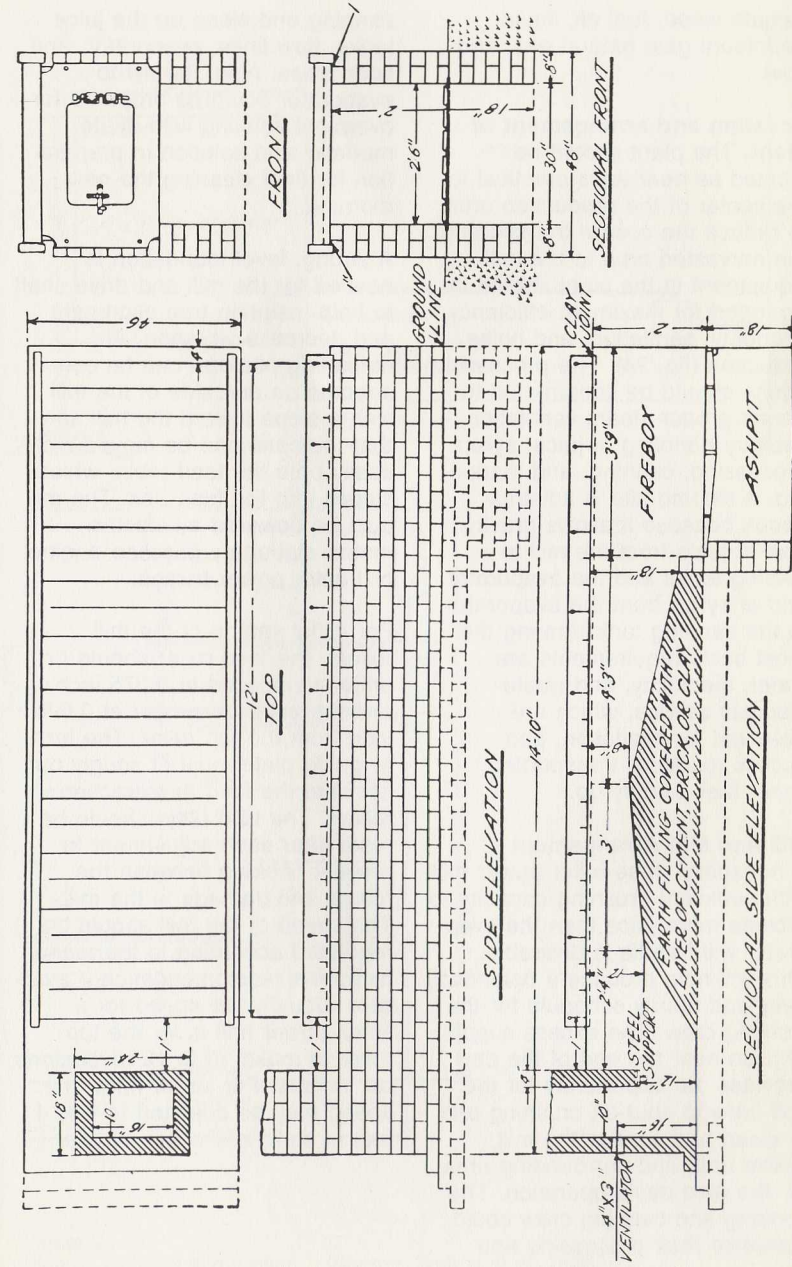 FRONT
1"
1"
2'
18"
2'6"
8"
30"
8"
46"
SECTIONAL FRONT
46
4"
18"
24"
10"
16"
1'
12'
TOP
GROUND
LINE
SIDE ELEVATION
14'10"
CLAY
JOINT
2'
18"
3'9"
FIREBOX
ASHPIT
18"
4'3"
6"
3'
2'4"
12"
EARTH FILLING COVERED WITH
LAYER OF CEMENT, BRICK, OR CLAY
STEEL
SUPPORT
12"
4"
10"
16"
4"X3"
VENTILATOR
SECTIONAL SIDE ELEVATION